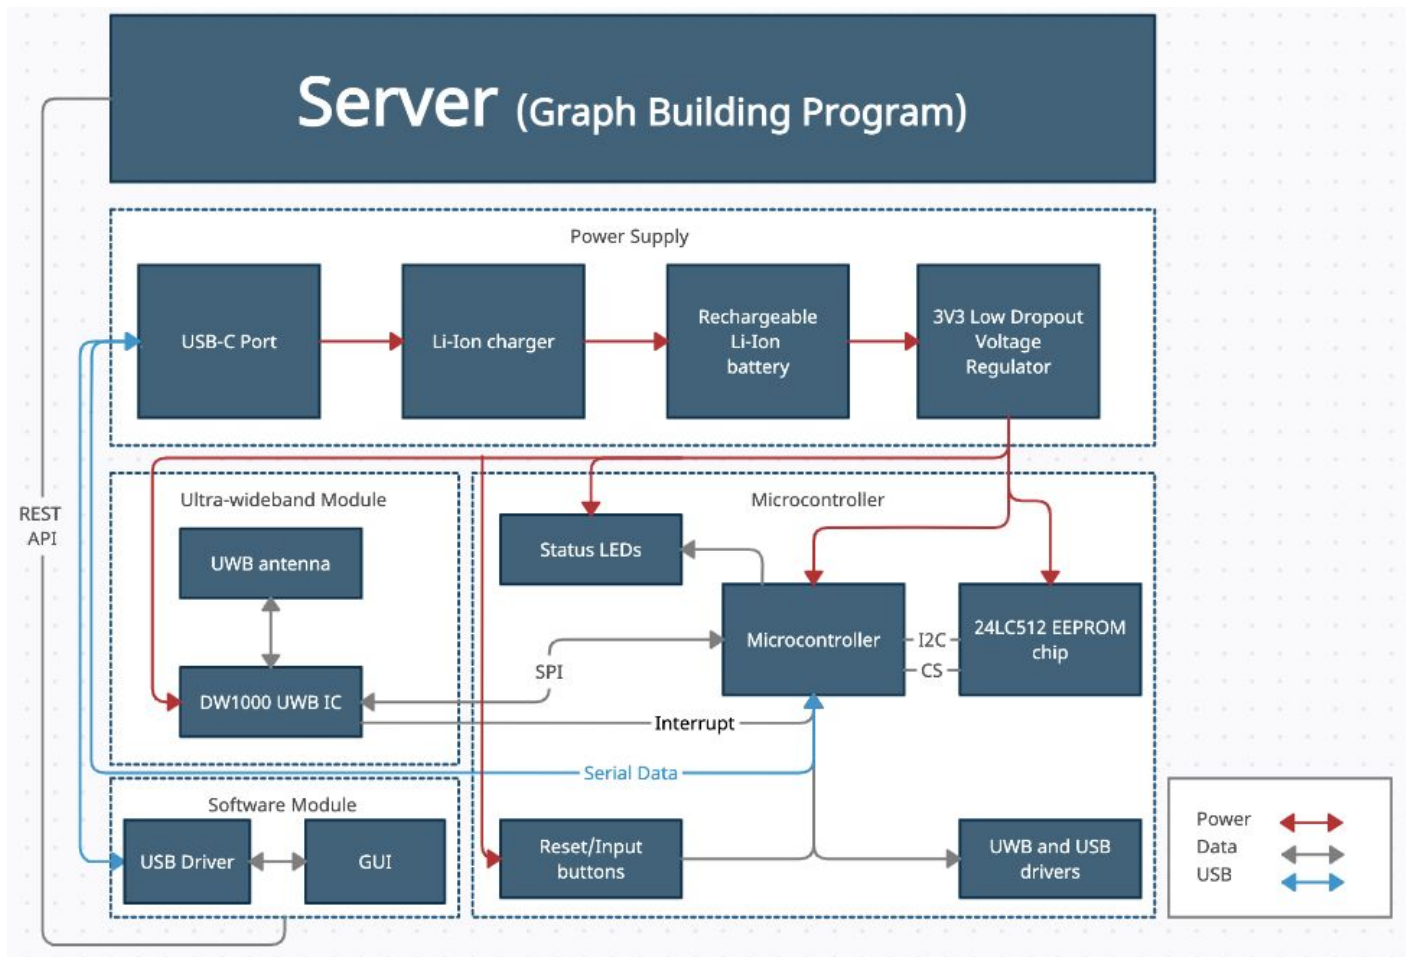 Server (Graph Building Program)
Power Supply
USB-C Port
Li-Ion charger
Rechargeable
Li-Ion
battery
3V3 Low Dropout
Voltage
Regulator
REST
API
Ultra-wideband Module
UWB antenna
DW1000 UWB IC
Microcontroller
Status LEDs
Microcontroller
I2C
CS
24LC512 EEPROM
chip
SPI
Interrupt
Serial Data
Software Module
USB Driver
GUI
Reset/Input
buttons
UWB and USB
drivers
Power
Data
USB